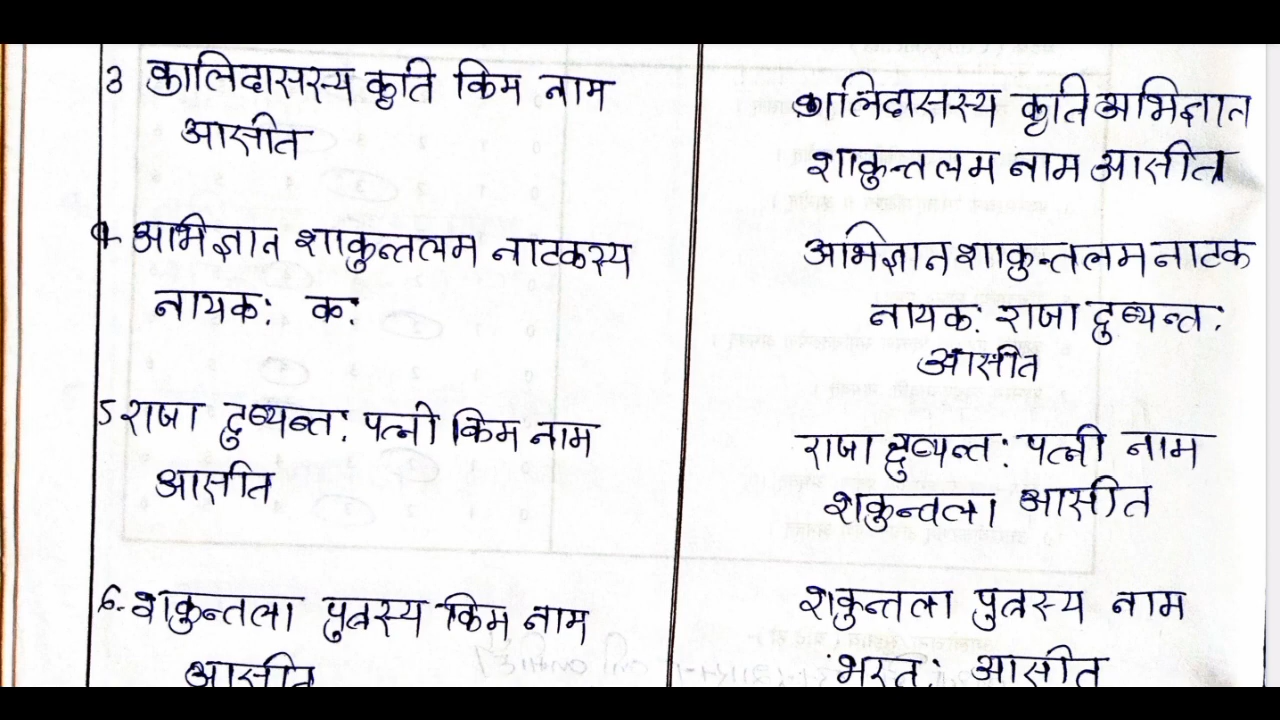 3 कालिदासस्य कृति किम नाम
आसीत
कालिदासस्य कृति अभिज्ञान
शाकुन्तलम नाम आसीत
4- अभिज्ञान शाकुन्तलम नाटकस्य
नायकः कः
अभिज्ञान शाकुन्तलम नाटक
नायकः राजा दुष्यन्तः
आसीत
5 राजा दुष्यन्तः पत्नी किम नाम
आसीत
राजा दुष्यन्तः पत्नी नाम
शकुन्तला आसीत
6- शकुन्तला पुत्रस्य किम नाम
आसीत
शकुन्तला पुत्रस्य नाम
भरतः आसीत